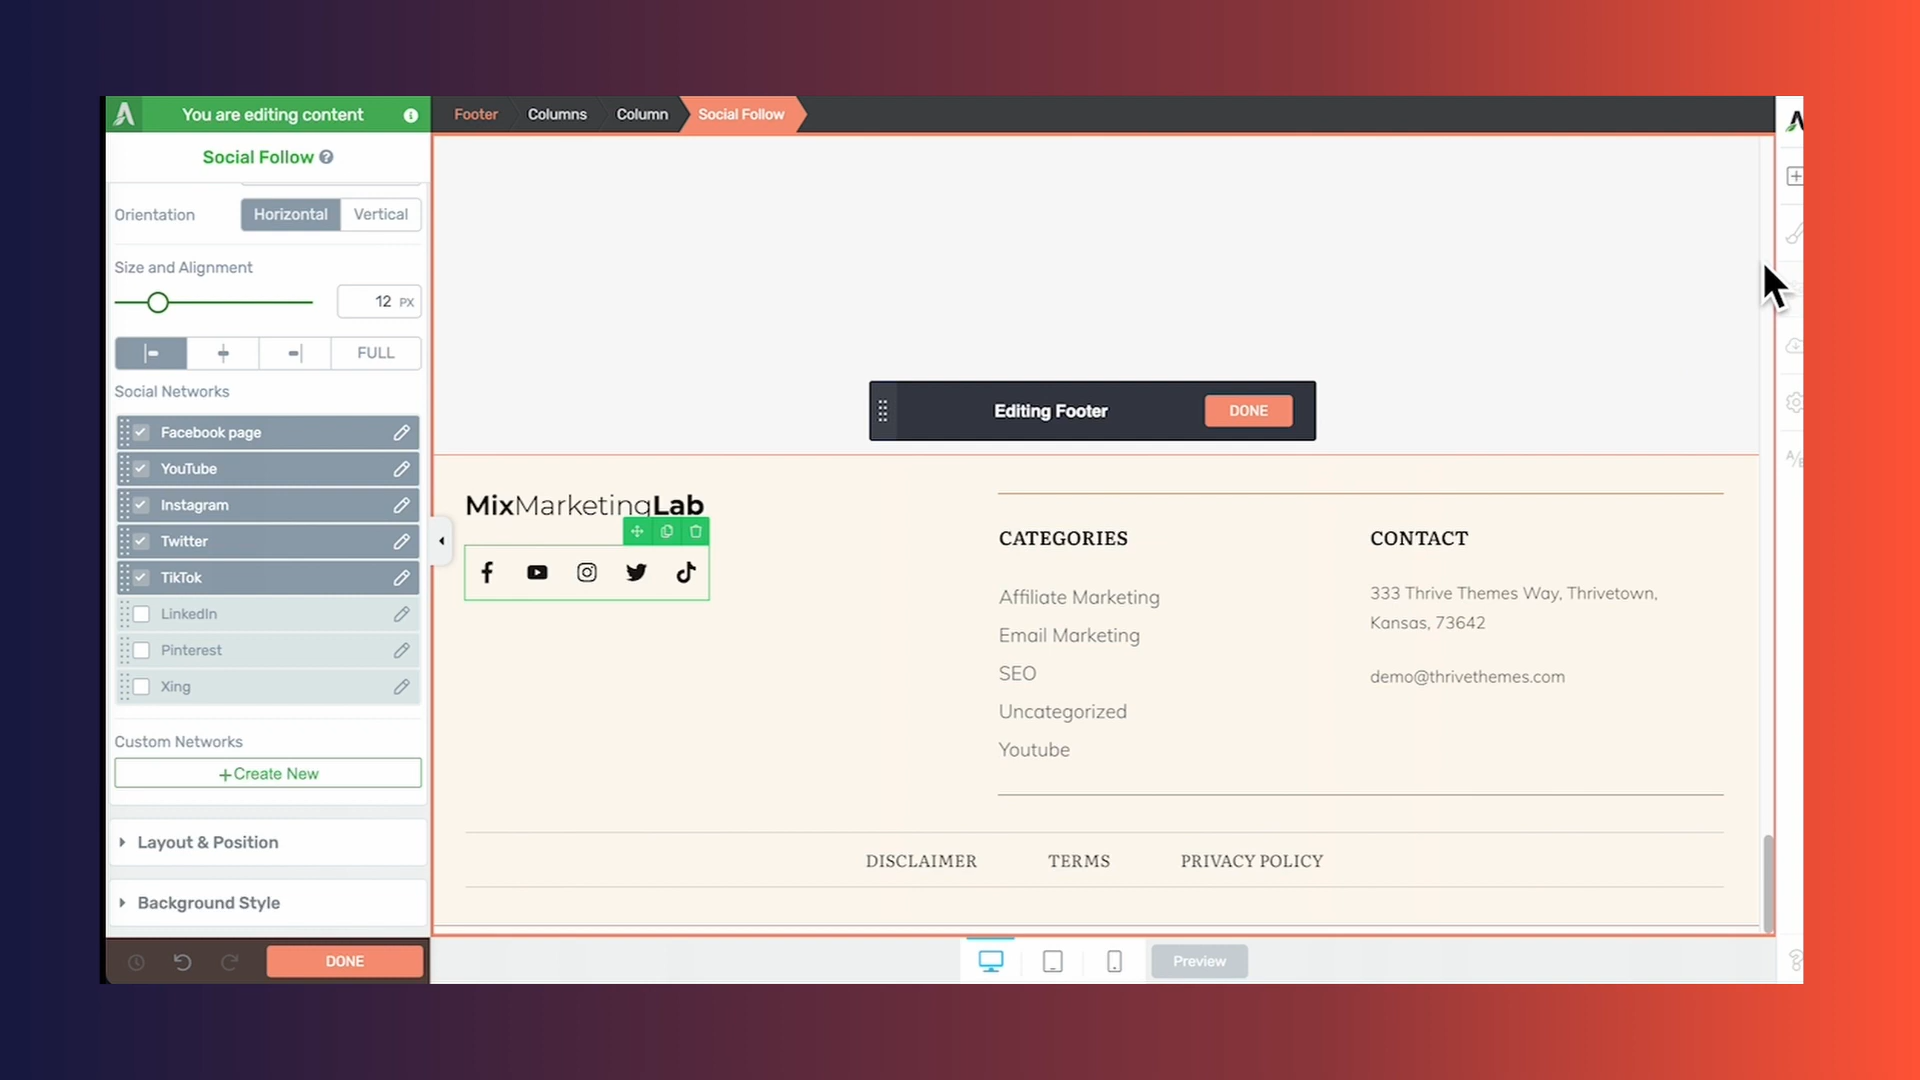 You are editing content
Footer
Columns
Column
Social Follow
Social Follow
Orientation
Horizontal
Vertical
Size and Alignment
12 PX
FULL
Social Networks
Facebook page
YouTube
Instagram
Twitter
TikTok
LinkedIn
Pinterest
Xing
Custom Networks
+Create New
Layout & Position
Background Style
DONE
Editing Footer
DONE
MixMarketingLab
CATEGORIES
Affiliate Marketing
Email Marketing
SEO
Uncategorized
Youtube
CONTACT
333 Thrive Themes Way, Thrivetown,
Kansas, 73642
demo@thrivethemes.com
DISCLAIMER
TERMS
PRIVACY POLICY
Preview